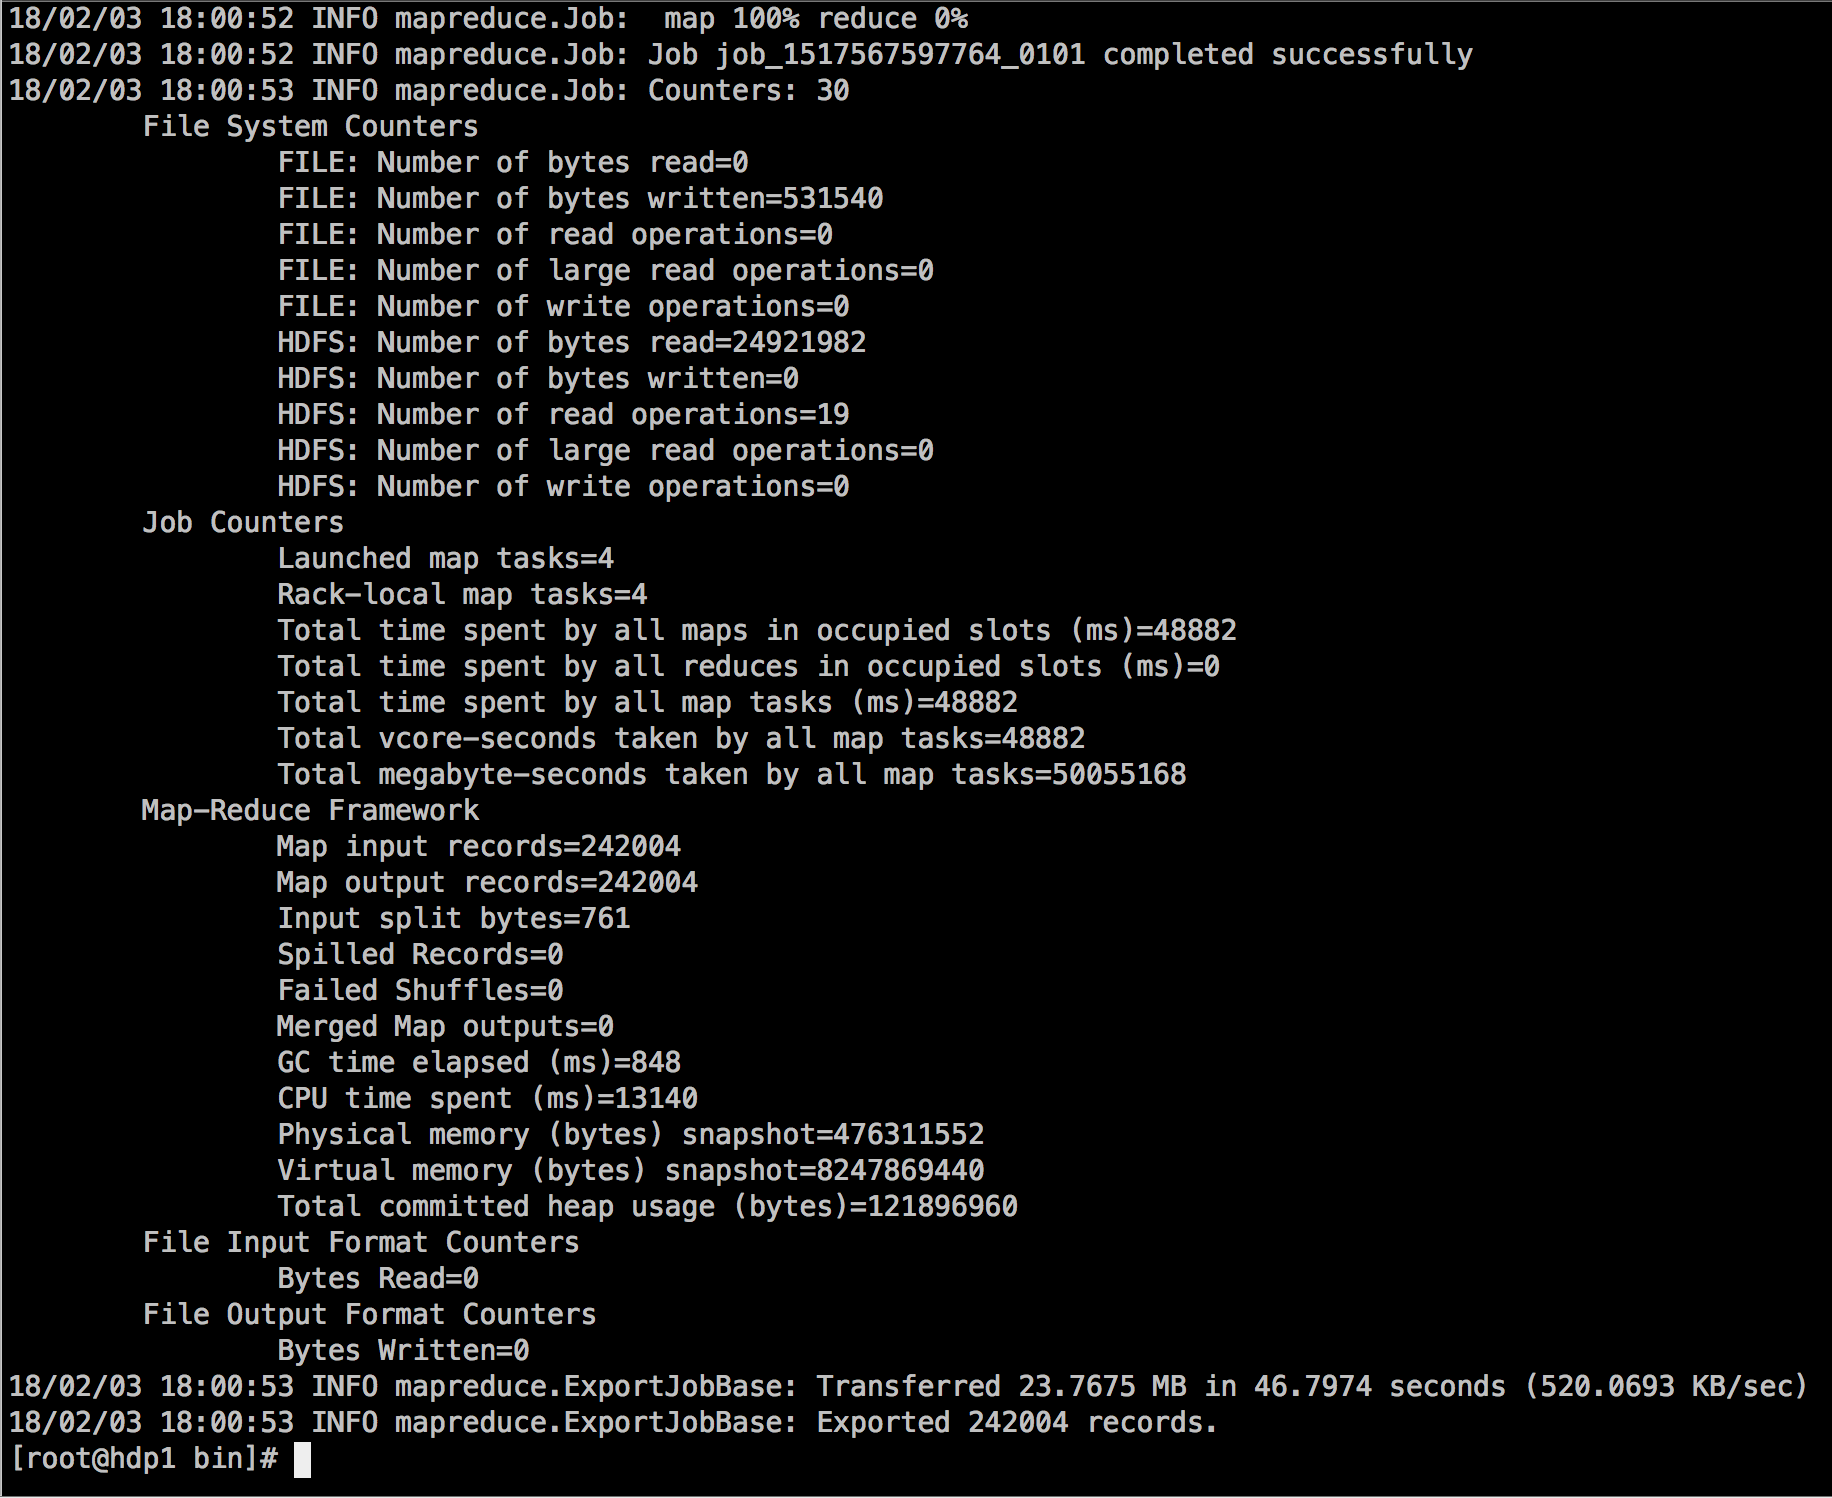 18/02/03 18:00:52 INFO mapreduce.Job:  map 100% reduce 0%
18/02/03 18:00:52 INFO mapreduce.Job: Job job_1517567597764_0101 completed successfully
18/02/03 18:00:53 INFO mapreduce.Job: Counters: 30
File System Counters
FILE: Number of bytes read=0
FILE: Number of bytes written=531540
FILE: Number of read operations=0
FILE: Number of large read operations=0
FILE: Number of write operations=0
HDFS: Number of bytes read=24921982
HDFS: Number of bytes written=0
HDFS: Number of read operations=19
HDFS: Number of large read operations=0
HDFS: Number of write operations=0
Job Counters
Launched map tasks=4
Rack-local map tasks=4
Total time spent by all maps in occupied slots (ms)=48882
Total time spent by all reduces in occupied slots (ms)=0
Total time spent by all map tasks (ms)=48882
Total vcore-seconds taken by all map tasks=48882
Total megabyte-seconds taken by all map tasks=50055168
Map-Reduce Framework
Map input records=242004
Map output records=242004
Input split bytes=761
Spilled Records=0
Failed Shuffles=0
Merged Map outputs=0
GC time elapsed (ms)=848
CPU time spent (ms)=13140
Physical memory (bytes) snapshot=476311552
Virtual memory (bytes) snapshot=8247869440
Total committed heap usage (bytes)=121896960
File Input Format Counters
Bytes Read=0
File Output Format Counters
Bytes Written=0
18/02/03 18:00:53 INFO mapreduce.ExportJobBase: Transferred 23.7675 MB in 46.7974 seconds (520.0693 KB/sec)
18/02/03 18:00:53 INFO mapreduce.ExportJobBase: Exported 242004 records.
[root@hdp1 bin]#